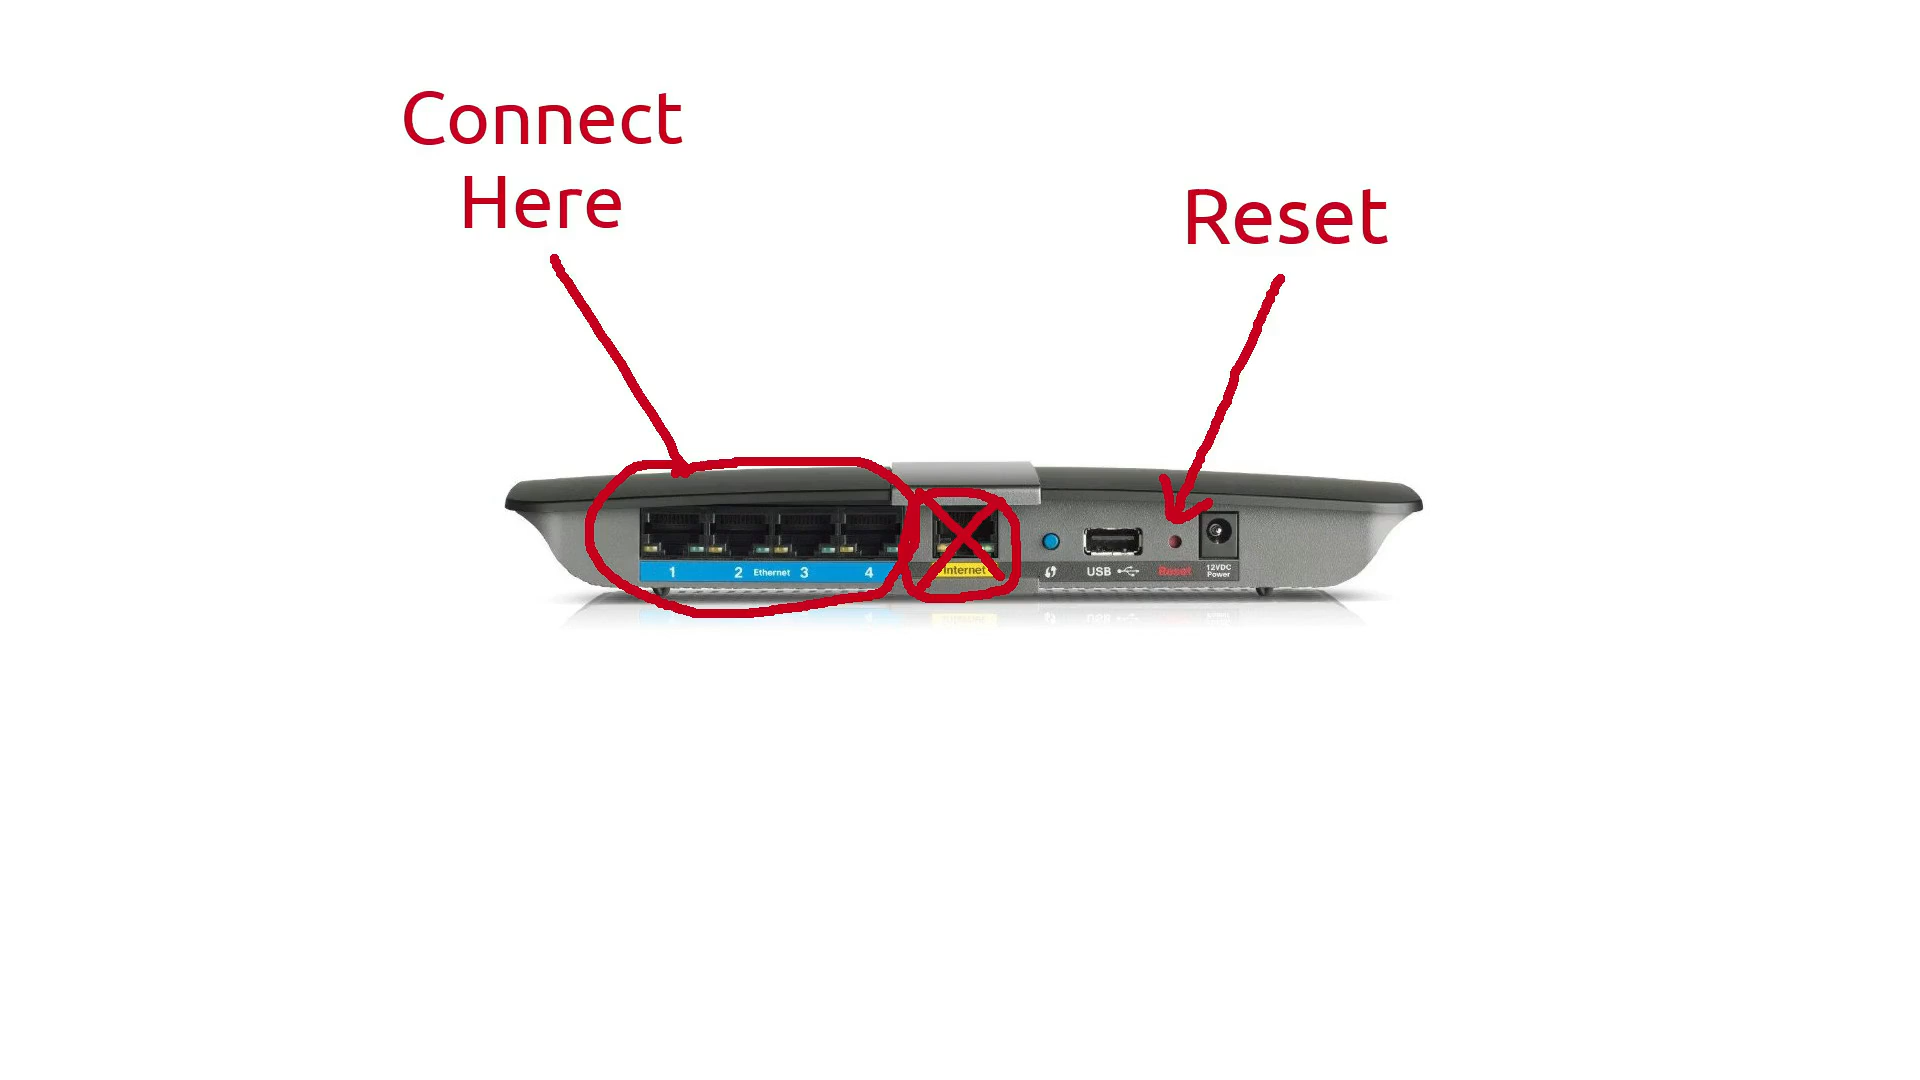 Connect
Here
Reset
1 2 Ethernet 3 4
Internet
USB
Reset
12VDC
Power